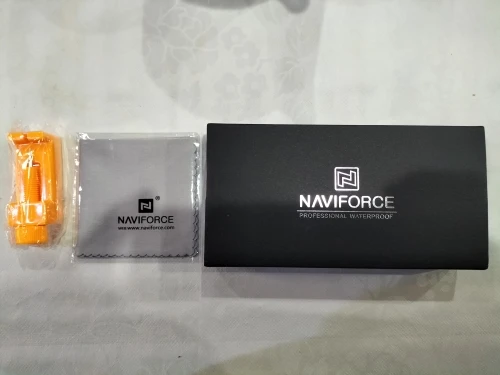 ®
NAVIFORCE
www.naviforce.com
NAVIFORCE
PROFESSIONAL WATERPROOF